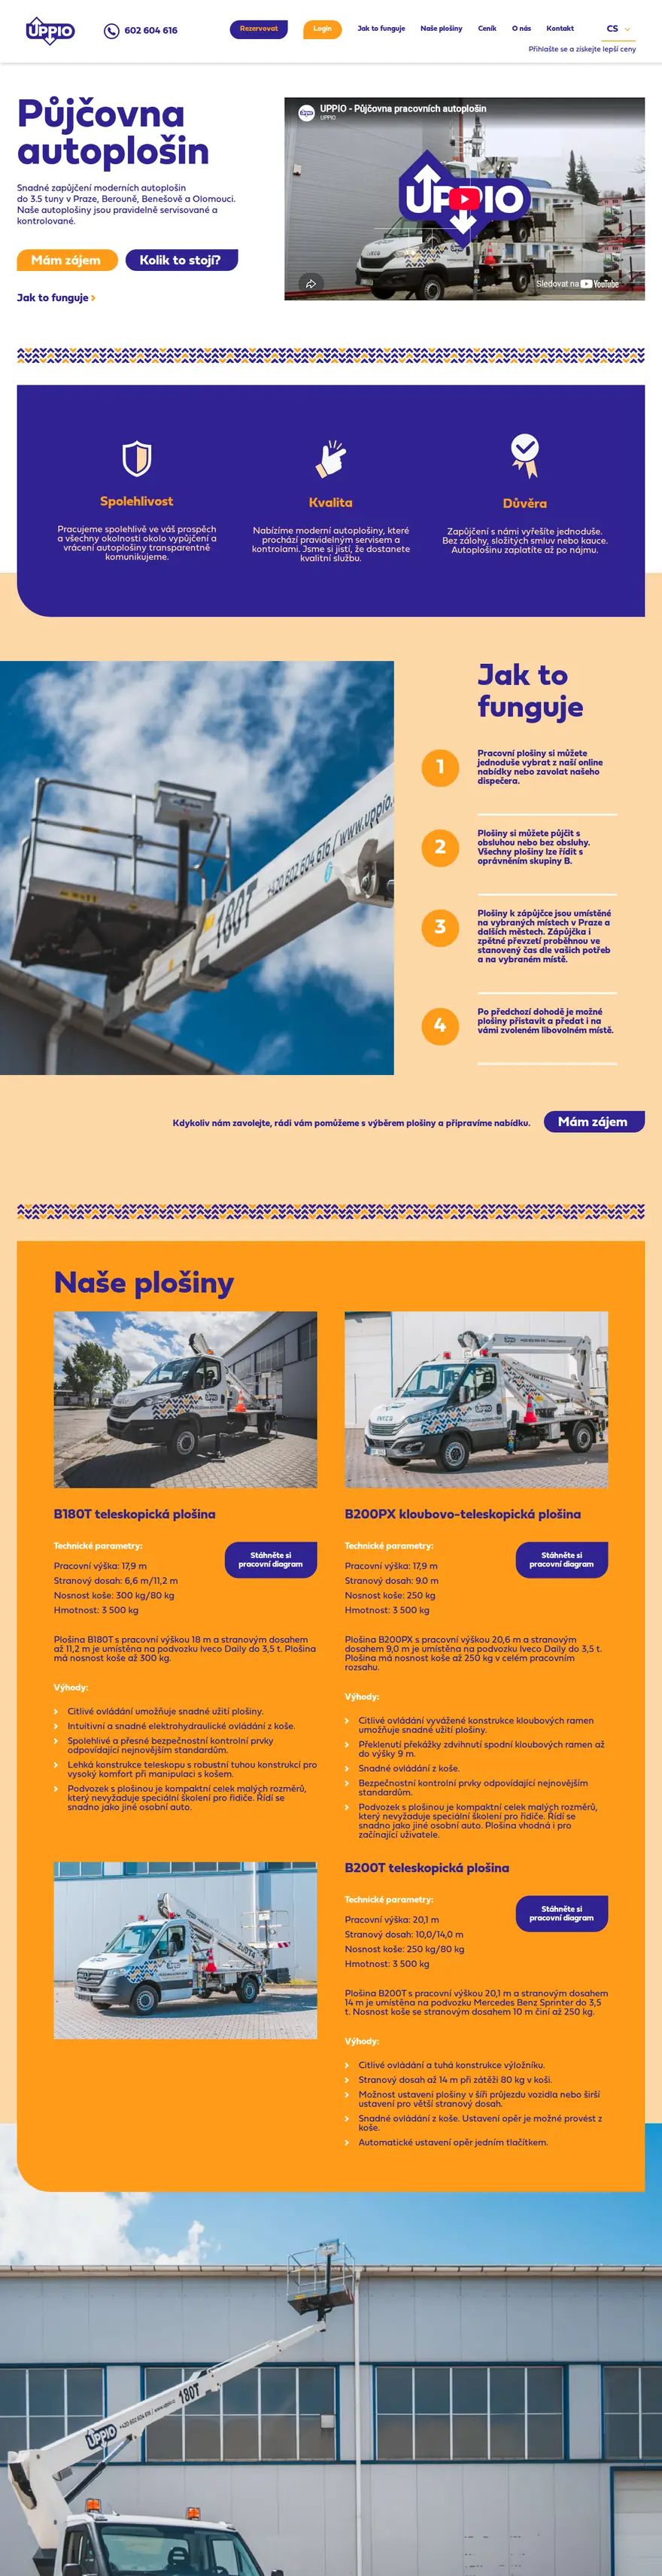 ÚPPIO
602 604 616
Rezervovat
Login
Jak to funguje
Naše plošiny
Ceník
O nás
Kontakt
CS
Přihlašte se a získejte lepší ceny
Půjčovna
autoplošin
Snadné zapůjčení moderních autoplošin
do 3.5 tuny v Praze, Berouně, Benešově a Olomouci.
Naše autoplošiny jsou pravidelně servisované a
kontrolované.
Mám zájem
Kolik to stojí?
Jak to funguje
UPPIO - Půjčovna pracovních autoplošin
UPPIO
ÚPPIO
Sledovat na YouTube
Spolehlivost
Pracujeme spolehlivě ve váš prospěch
a všechny okolnosti okolo vypůjčení a
vrácení autoplošiny transparentně
komunikujeme.
Kvalita
Nabízíme moderní autoplošiny, které
prochází pravidelným servisem a
kontrolami. Jsme si jistí, že dostanete
kvalitní službu.
Důvěra
Zapůjčení s námi vyřešíte jednoduše.
Bez zálohy, složitých smluv nebo kauce.
Autoplošinu zaplatíte až po nájmu.
180T
+420 602 604 616 / www.uppi
Jak to
funguje
1
Pracovní plošiny si můžete
jednoduše vybrat z naší online
nabídky nebo zavolat našeho
dispečera.
2
Plošiny si můžete půjčit s
obsluhou nebo bez obsluhy.
Všechny plošiny lze řídit s
oprávněním skupiny B.
3
Plošiny k zápůjčce jsou umístěné
na vybraných místech v Praze a
dalších městech. Zápůjčka i
zpětné převzetí proběhnou ve
stanovený čas dle vašich potřeb
a na vybraném místě.
4
Po předchozí dohodě je možné
plošiny přistavit a předat i na
vámi zvoleném libovolném místě.
Kdykoliv nám zavolejte, rádi vám pomůžeme s výběrem plošiny a připravíme nabídku.
Mám zájem
Naše plošiny
B180T teleskopická plošina
Technické parametry:
Stáhněte si
pracovní diagram
Pracovní výška: 17,9 m
Stranový dosah: 6,6 m/11,2 m
Nosnost koše: 300 kg/80 kg
Hmotnost: 3 500 kg
Plošina B180T s pracovní výškou 18 m a stranovým dosahem
až 11,2 m je umístěna na podvozku Iveco Daily do 3,5 t. Plošina
má nosnost koše až 300 kg.
Výhody:
Citlivé ovládání umožňuje snadné užití plošiny.
Intuitivní a snadné elektrohydraulické ovládání z koše.
Spolehlivé a přesné bezpečnostní kontrolní prvky
odpovídající nejnovějším standardům.
Lehká konstrukce teleskopu s robustní tuhou konstrukcí pro
vysoký komfort při manipulaci s košem.
Podvozek s plošinou je kompaktní celek malých rozměrů,
který nevyžaduje speciální školení pro řidiče. Řídí se
snadno jako jiné osobní auto.
B200PX kloubovo-teleskopická plošina
Technické parametry:
Stáhněte si
pracovní diagram
Pracovní výška: 17,9 m
Stranový dosah: 9.0 m
Nosnost koše: 250 kg
Hmotnost: 3 500 kg
Plošina B200PX s pracovní výškou 20,6 m a stranovým
dosahem 9,0 m je umístěna na podvozku Iveco Daily do 3,5 t.
Plošina má nosnost koše až 250 kg v celém pracovním
rozsahu.
Výhody:
Citlivé ovládání vyvážené konstrukce kloubových ramen
umožňuje snadné užití plošiny.
Překlenutí překážky zdvihnutí spodní kloubových ramen až
do výšky 9 m.
Snadné ovládání z koše.
Bezpečnostní kontrolní prvky odpovídající nejnovějším
standardům.
Podvozek s plošinou je kompaktní celek malých rozměrů,
který nevyžaduje speciální školení pro řidiče. Řídí se
snadno jako jiné osobní auto. Plošina vhodná i pro
začínající uživatele.
B200T teleskopická plošina
Technické parametry:
Stáhněte si
pracovní diagram
Pracovní výška: 20,1 m
Stranový dosah: 10,0/14,0 m
Nosnost koše: 250 kg/80 kg
Hmotnost: 3 500 kg
Plošina B200T s pracovní výškou 20,1 m a stranovým dosahem
14 m je umístěna na podvozku Mercedes Benz Sprinter do 3,5
t. Nosnost koše se stranovým dosahem 10 m činí až 250 kg.
Výhody:
Citlivé ovládání a tuhá konstrukce výložníku.
Stranový dosah až 14 m při zátěži 80 kg v koši.
Možnost ustavení plošiny v šíři průjezdu vozidla nebo širší
ustavení pro větší stranový dosah.
Snadné ovládání z koše. Ustavení opěr je možné provést z
koše.
Automatické ustavení opěr jedním tlačítkem.
ÚPPIO
180T